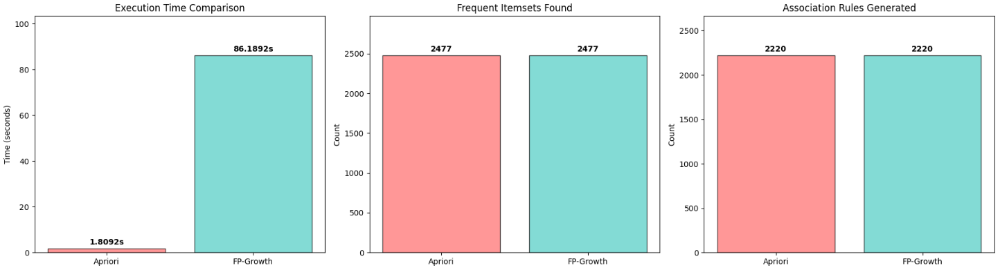 Execution Time Comparison
100
80
60
40
20
0
Time (seconds)
1.8092s
86.1892s
Apriori
FP-Growth
Frequent Itemsets Found
2500
2000
1500
1000
500
0
Count
2477
2477
Apriori
FP-Growth
Association Rules Generated
2500
2000
1500
1000
500
0
Count
2220
2220
Apriori
FP-Growth